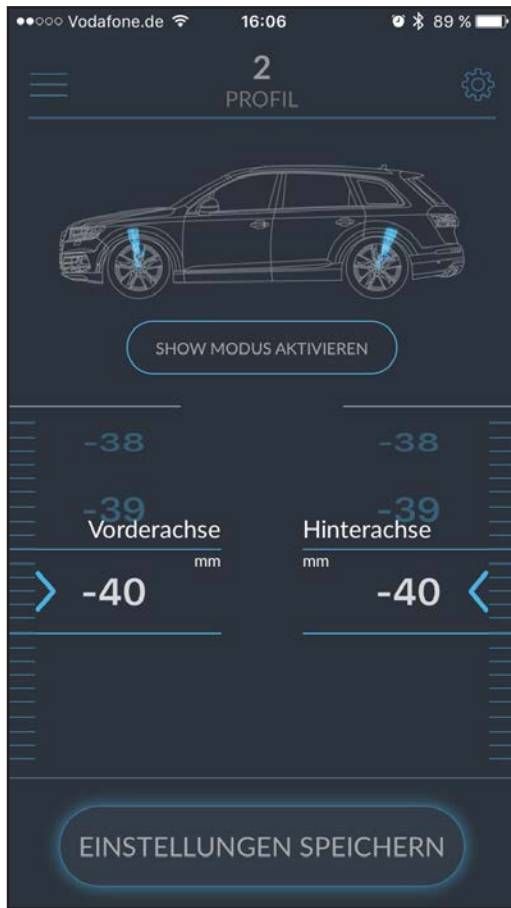 Vodafone.de 16:06 89 %
2
PROFIL
SHOW MODUS AKTIVIEREN
-38 -38
-39 -39
Vorderachse Hinterachse
mm mm
-40 -40
EINSTELLUNGEN SPEICHERN